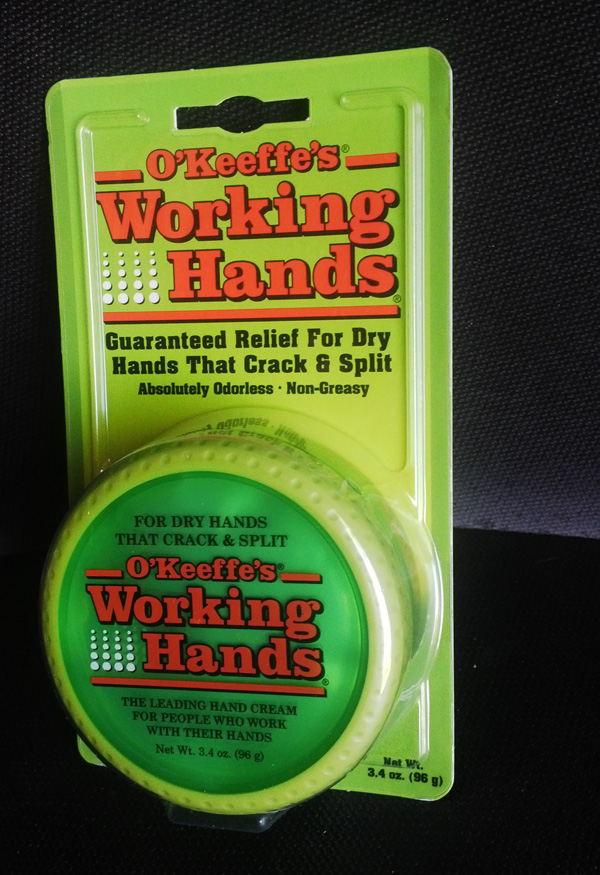 O'Keeffe's®
Working
Hands®
Guaranteed Relief For Dry
Hands That Crack & Split
Absolutely Odorless · Non-Greasy
FOR DRY HANDS
THAT CRACK & SPLIT
O'Keeffe's®
Working
Hands®
THE LEADING HAND CREAM
FOR PEOPLE WHO WORK
WITH THEIR HANDS
Net Wt. 3.4 oz. (96 g)
Net Wt.
3.4 oz. (96 g)